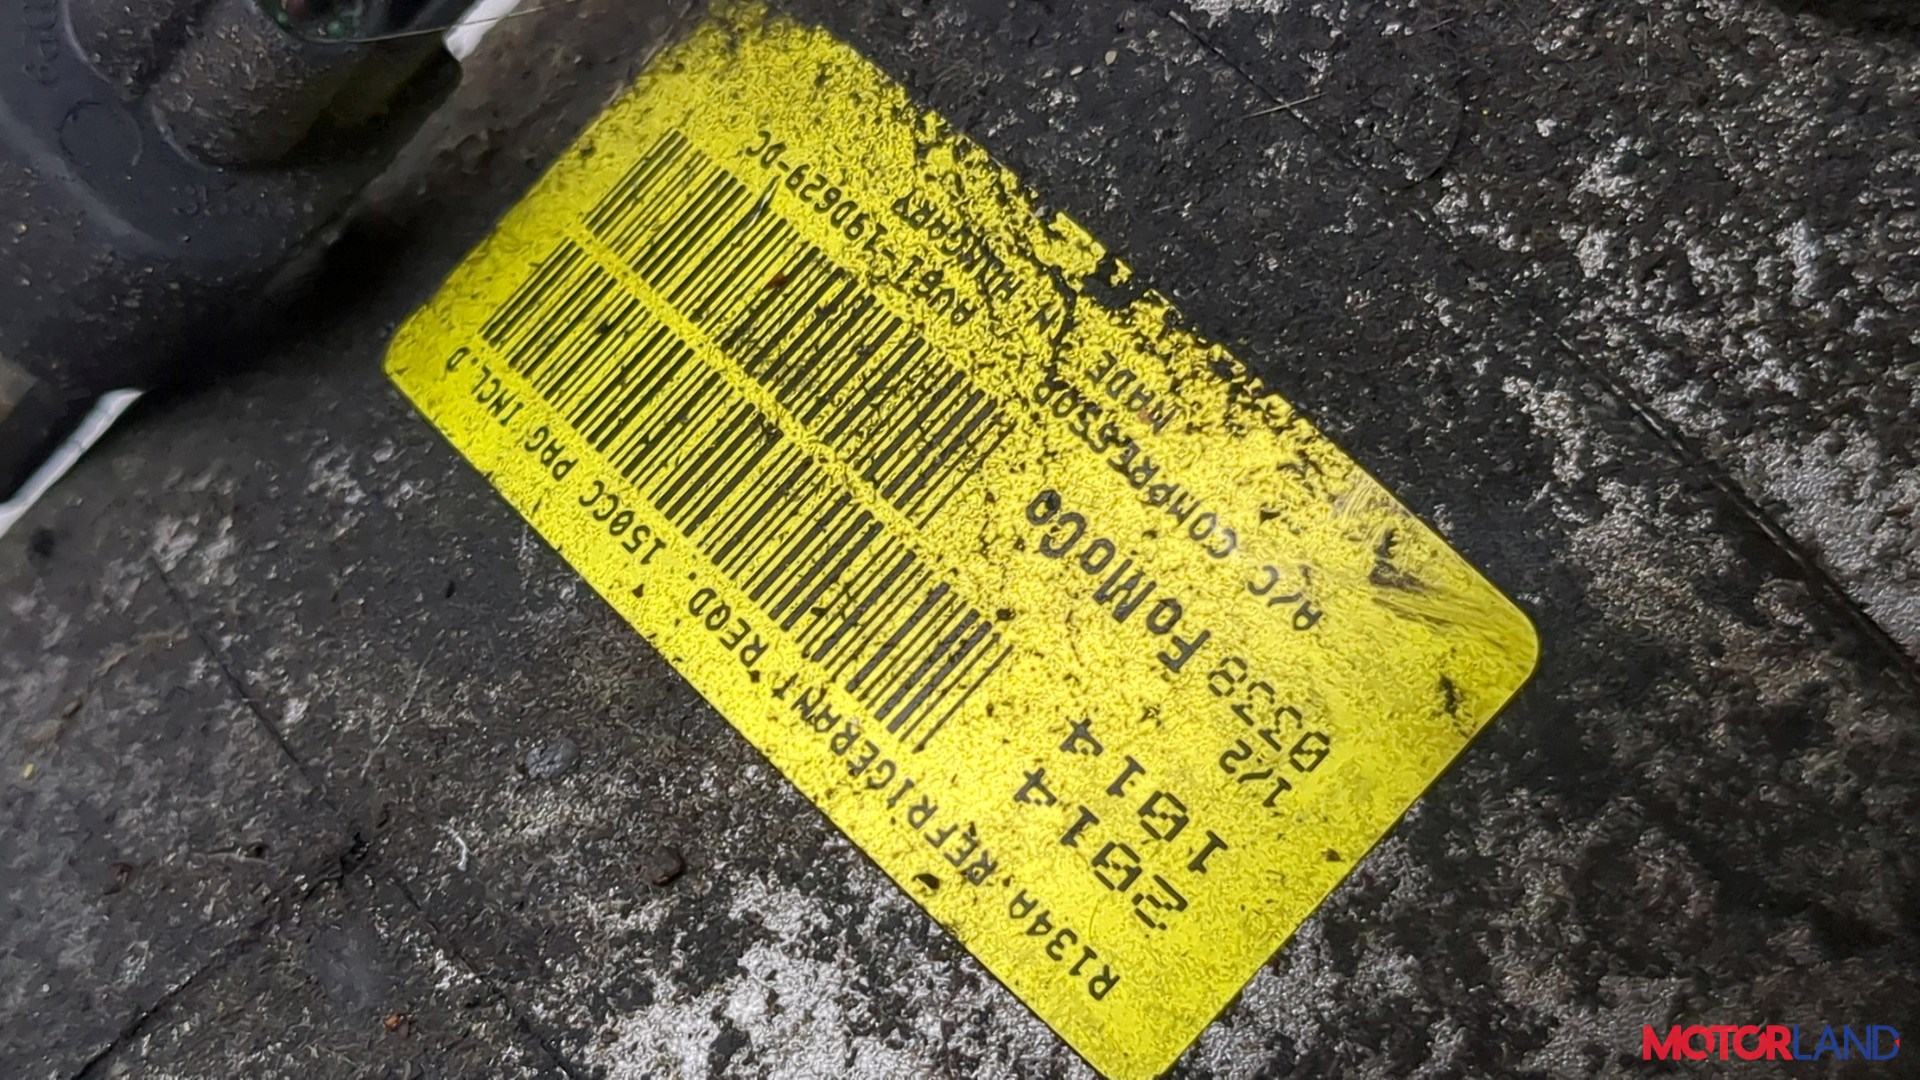 A/C COMPRESSOR
MADE IN HUNGARY
FoMoCo AV61-19D629-DC
1/2
0338
2014
1014
R134A.REFRIGERANT REQD. 150CC PAG INCL.D
MOTORLAND